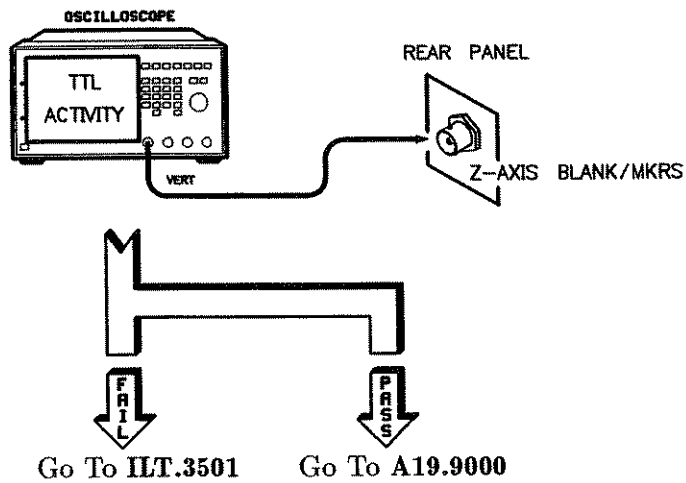 OSCILLOSCOPE
REAR PANEL
TTL
ACTIVITY
VERT
Z-AXIS BLANK/MKRS
FAIL
PASS
Go To ILT.3501
Go To A19.9000